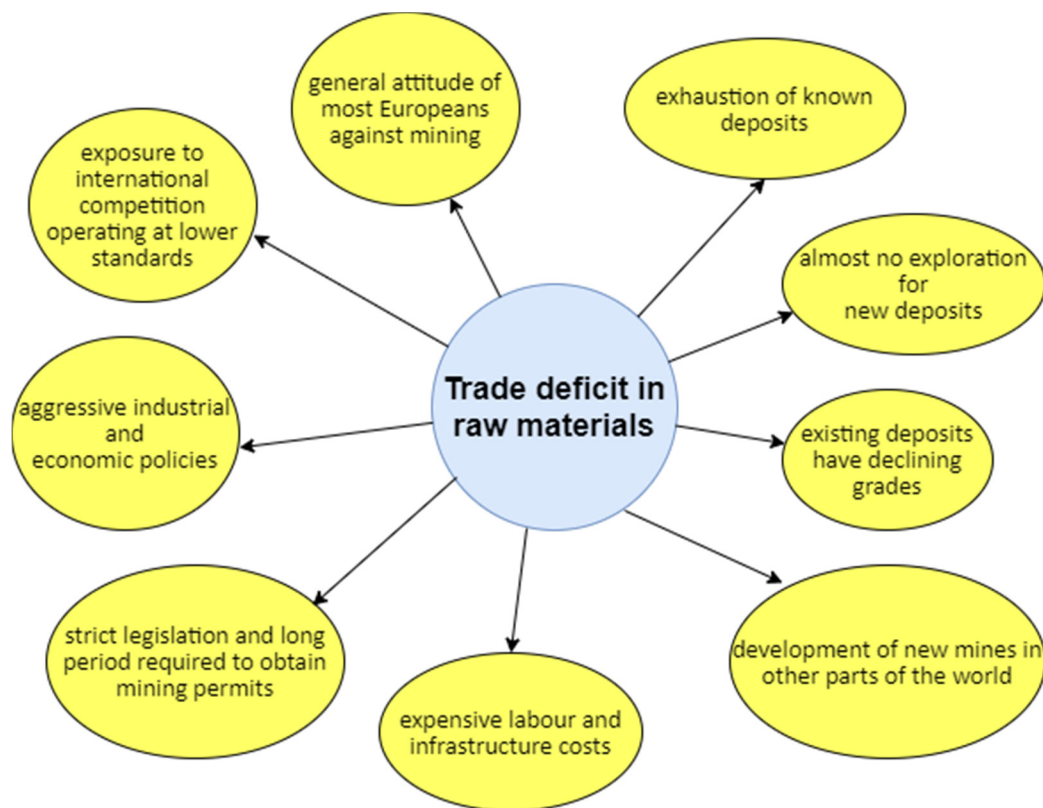 general attitude of
most Europeans
against mining
exhaustion of known
deposits
exposure to
international
competition
operating at lower
standards
almost no exploration
for
new deposits
Trade deficit in
raw materials
aggressive industrial
and
economic policies
existing deposits
have declining
grades
strict legislation and long
period required to obtain
mining permits
development of new mines in
other parts of the world
expensive labour and
infrastructure costs